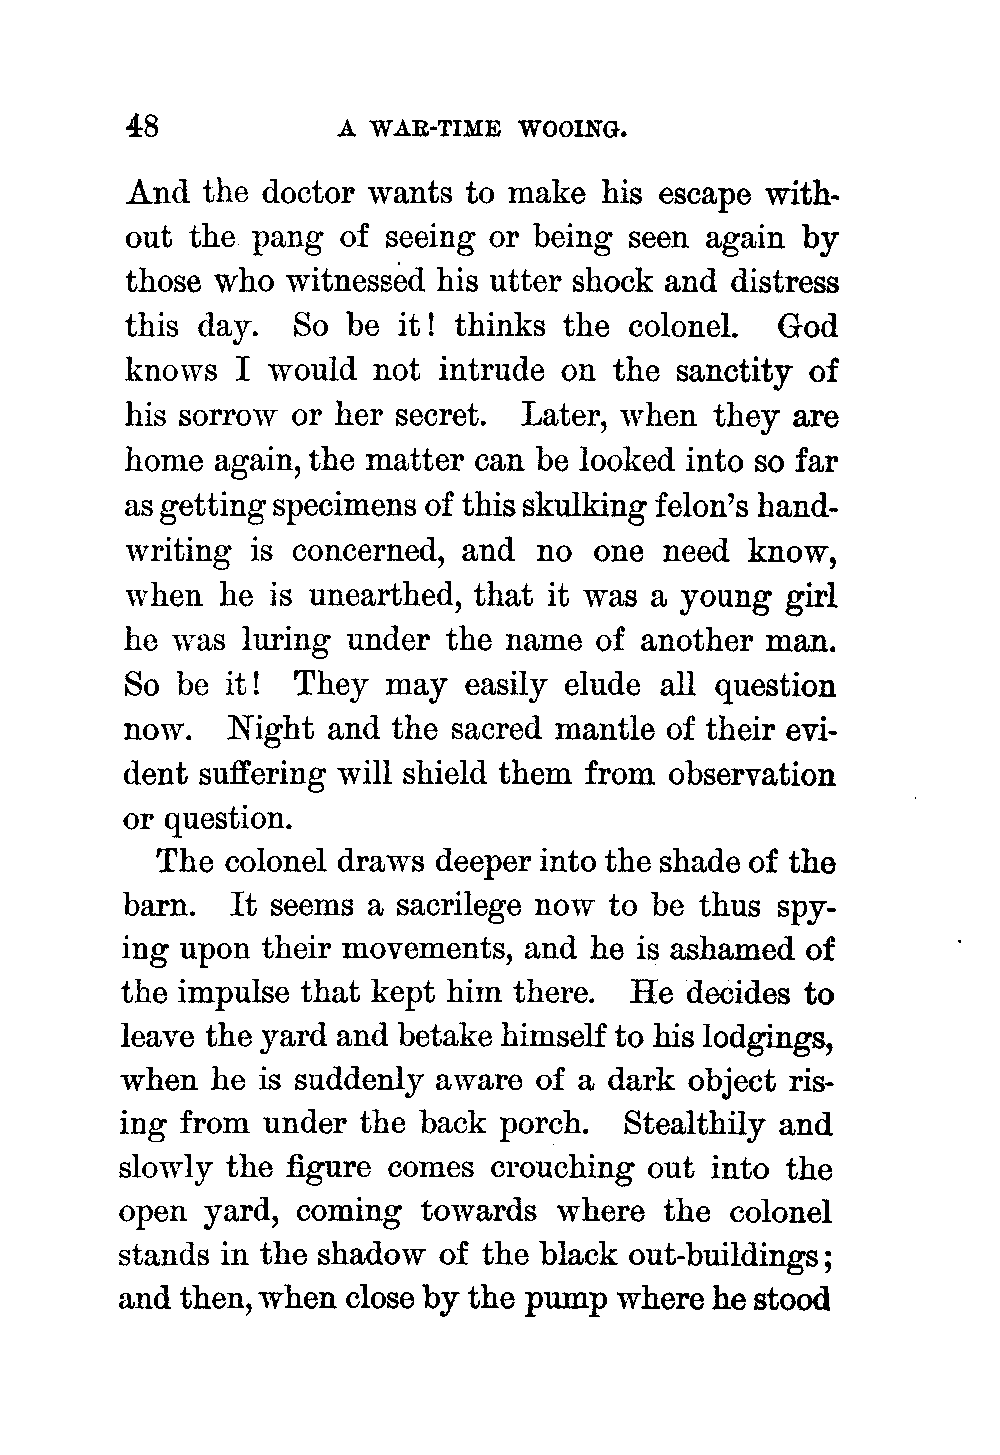 48 A WAR-TIME WOOING.
And the doctor wants to make his escape with-
out the pang of seeing or being seen again by
those who witnessed his utter shock and distress
this day. So be it! thinks the colonel. God
knows I would not intrude on the sanctity of
his sorrow or her secret. Later, when they are
home again, the matter can be looked into so far
as getting specimens of this skulking felon's hand-
writing is concerned, and no one need know,
when he is unearthed, that it was a young girl
he was luring under the name of another man.
So be it! They may easily elude all question
now. Night and the sacred mantle of their evi-
dent suffering will shield them from observation
or question.
The colonel draws deeper into the shade of the
barn. It seems a sacrilege now to be thus spy-
ing upon their movements, and he is ashamed of
the impulse that kept him there. He decides to
leave the yard and betake himself to his lodgings,
when he is suddenly aware of a dark object ris-
ing from under the back porch. Stealthily and
slowly the figure comes crouching out into the
open yard, coming towards where the colonel
stands in the shadow of the black out-buildings;
and then, when close by the pump where he stood